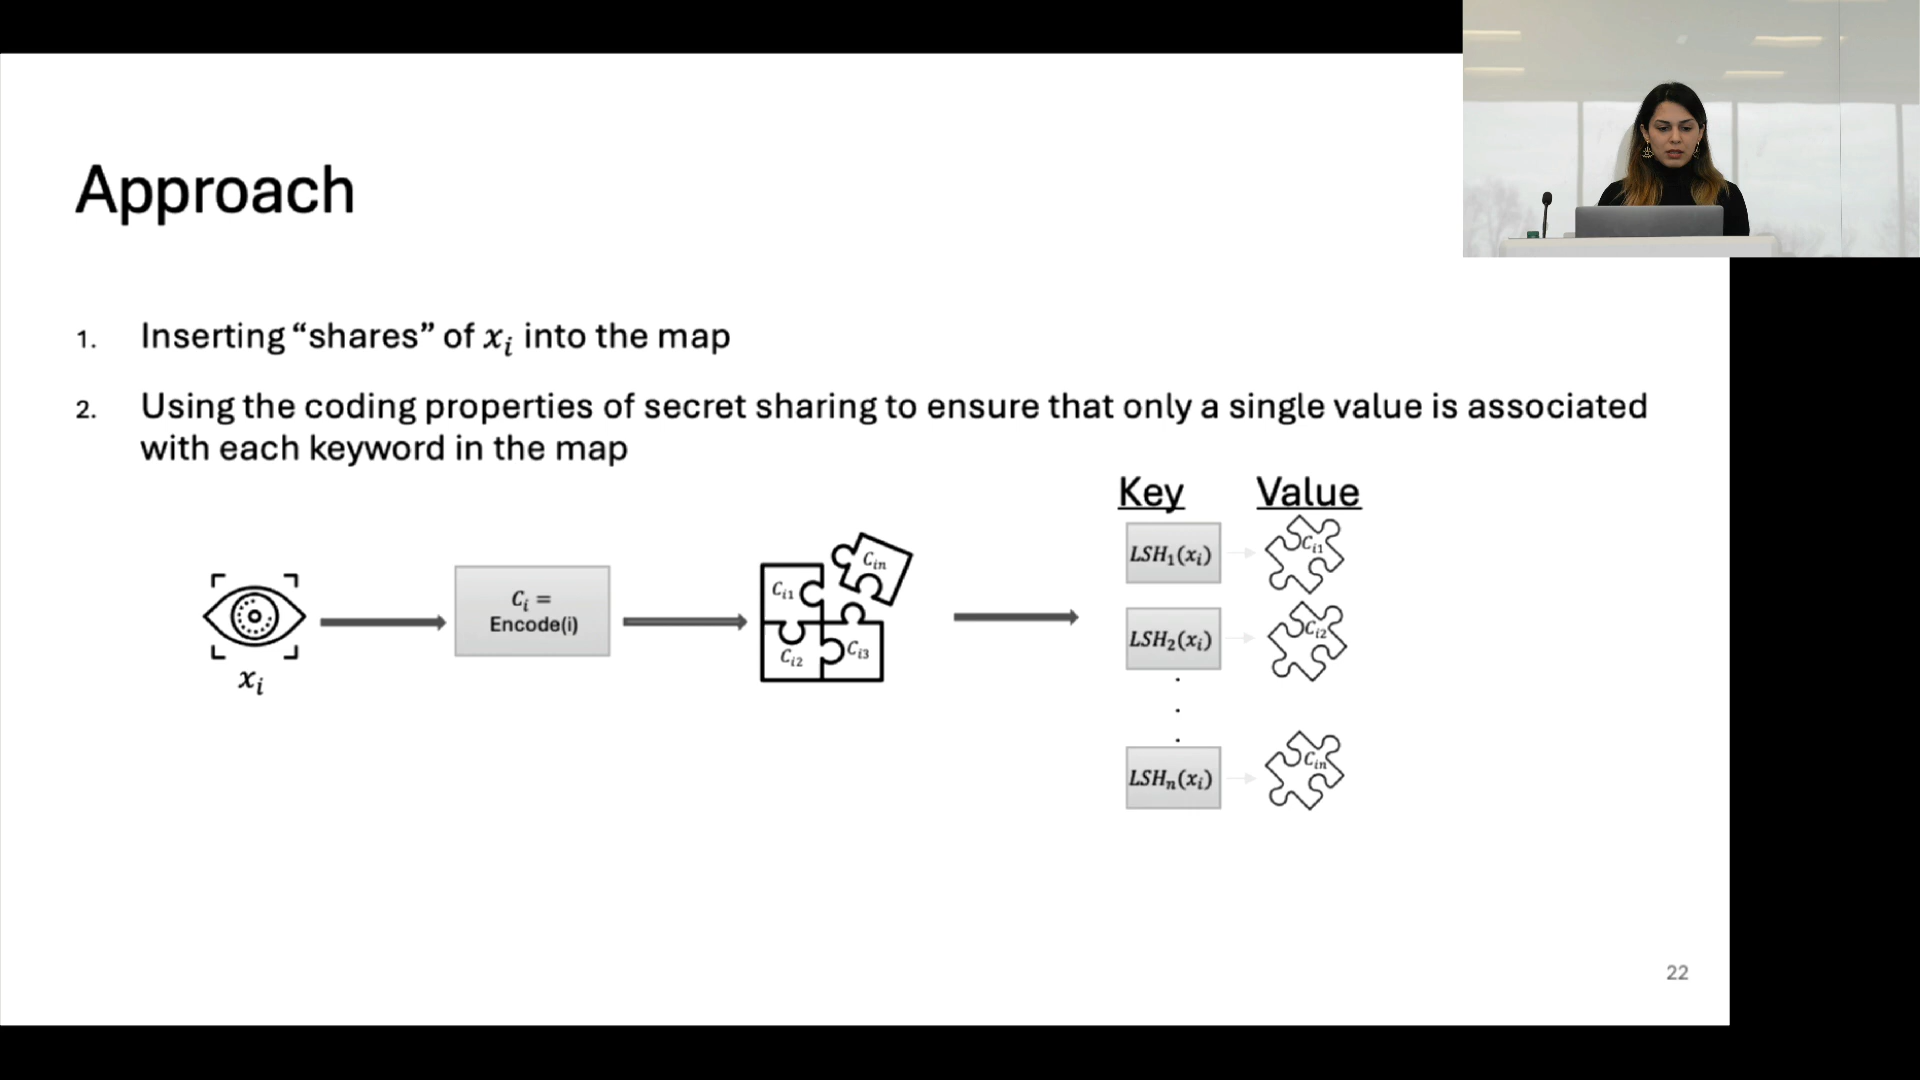 Approach
1. Inserting “shares” of xᵢ into the map
2. Using the coding properties of secret sharing to ensure that only a single value is associated
with each keyword in the map
Key Value
LSH₁(xᵢ) Cᵢ₁
LSH₂(xᵢ) Cᵢ₂
.
.
.
LSHₙ(xᵢ) Cᵢₙ
xᵢ
Cᵢ =
Encode(i)
Cᵢₙ
Cᵢ₁
Cᵢ₂ Cᵢ₃
22